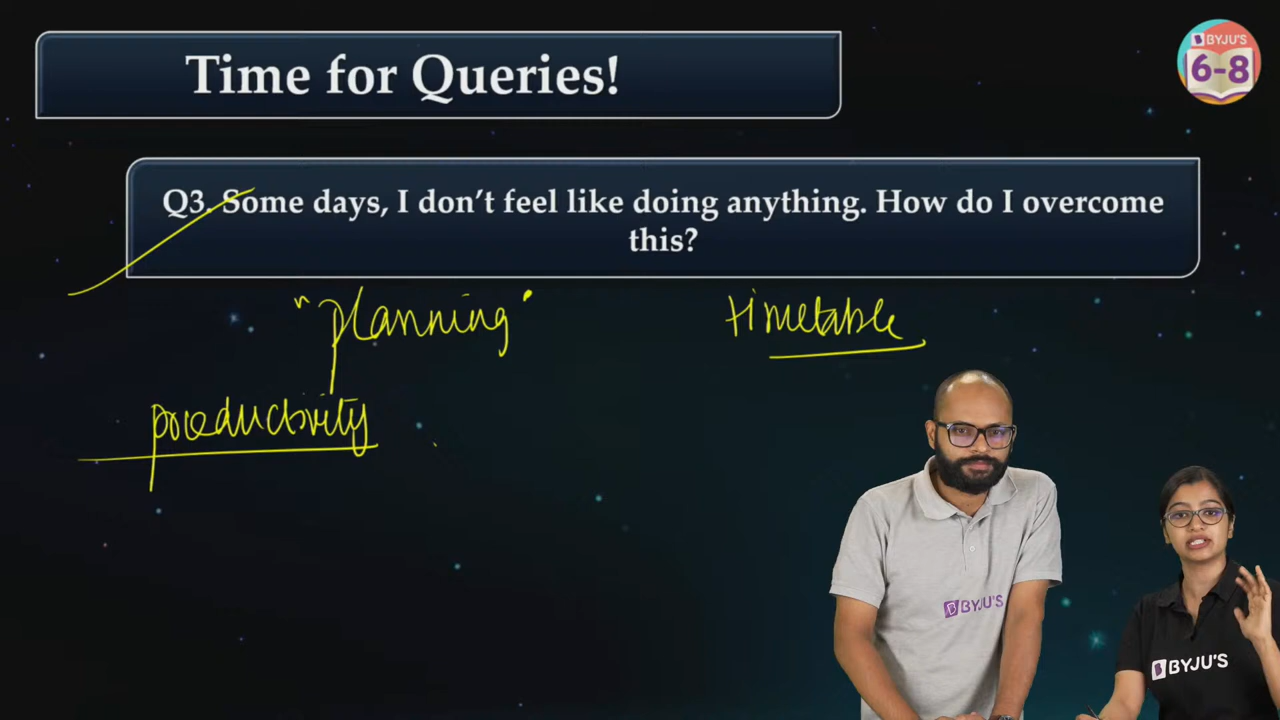 Time for Queries!
BYJU'S
6-8
Q3. Some days, I don't feel like doing anything. How do I overcome
this?
"planning"
timetable
productivity
BYJU'S
BYJU'S